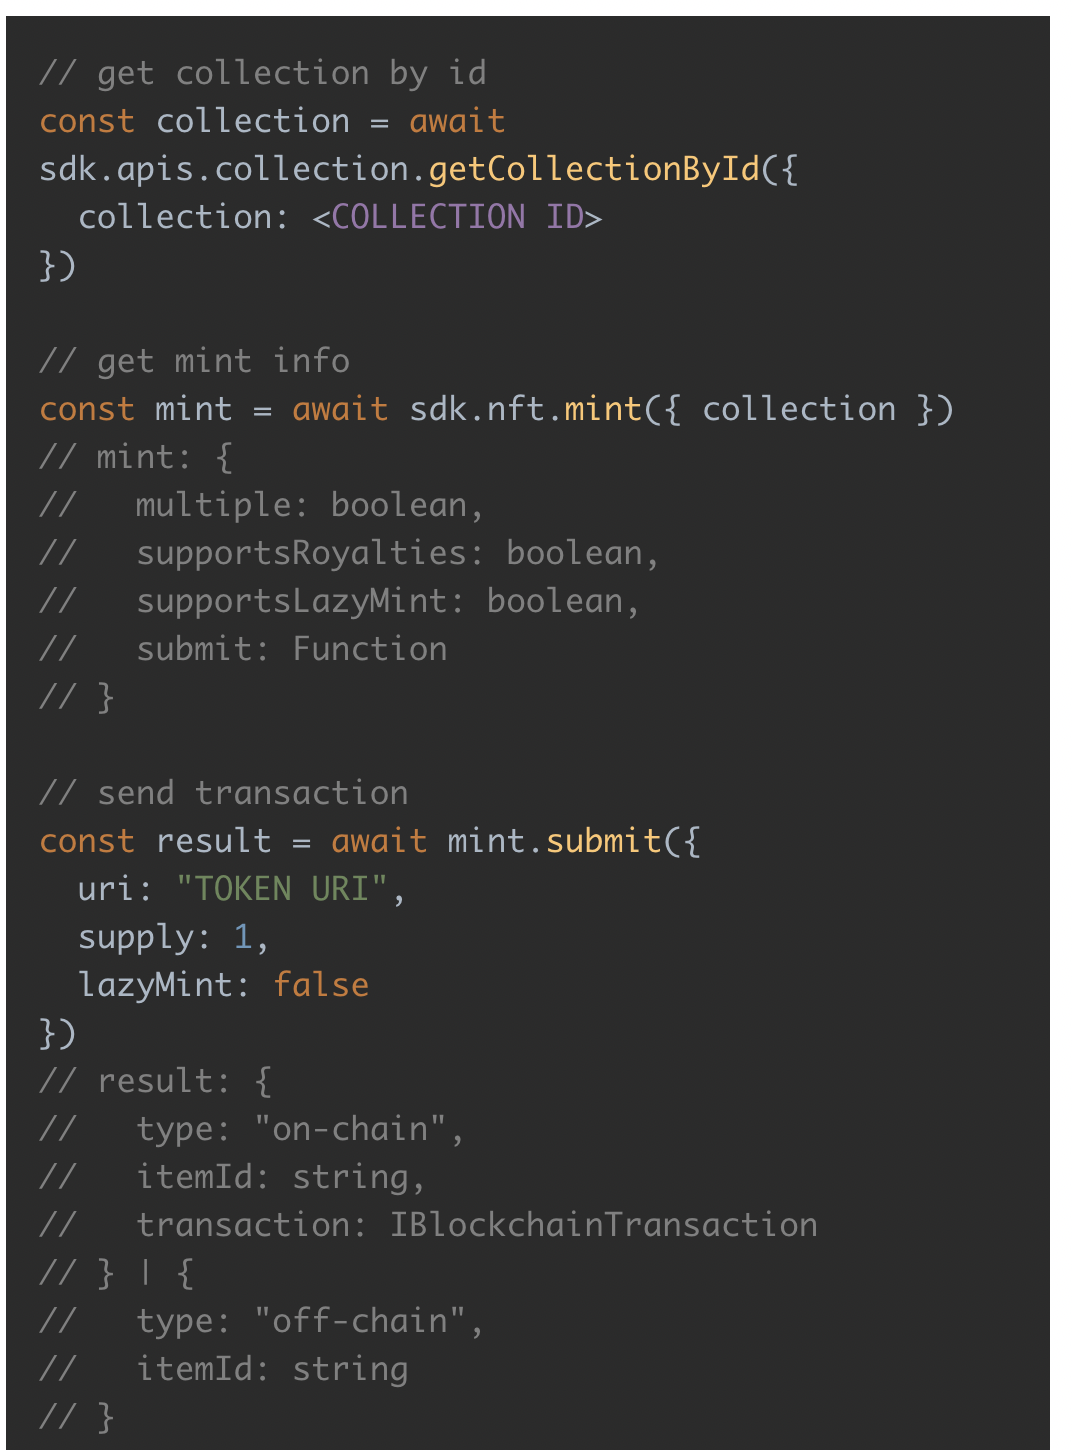 // get collection by id
const collection = await
sdk.apis.collection.getCollectionById({
  collection: <COLLECTION ID>
})

// get mint info
const mint = await sdk.nft.mint({ collection })
// mint: {
//   multiple: boolean,
//   supportsRoyalties: boolean,
//   supportsLazyMint: boolean,
//   submit: Function
// }

// send transaction
const result = await mint.submit({
  uri: "TOKEN URI",
  supply: 1,
  lazyMint: false
})
// result: {
//   type: "on-chain",
//   itemId: string,
//   transaction: IBlockchainTransaction
// } | {
//   type: "off-chain",
//   itemId: string
// }